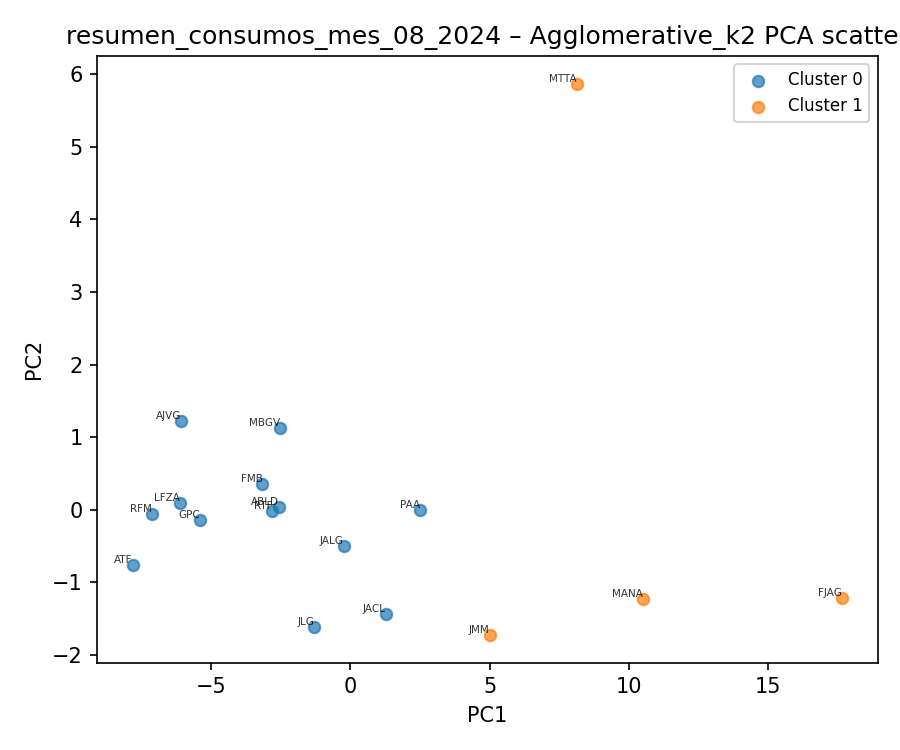 resumen_consumos_mes_08_2024 – Agglomerative_k2 PCA scatte
Cluster 0
Cluster 1
MTTA
6
5
4
3
2
1
0
−1
−2
PC2
AJVG
MBGV
FMB
LFZA
ABLD
RFM
GPC
PAA
JALG
ATF
JACL
JLG
JMM
MANA
FJAG
−5
0
5
10
15
PC1